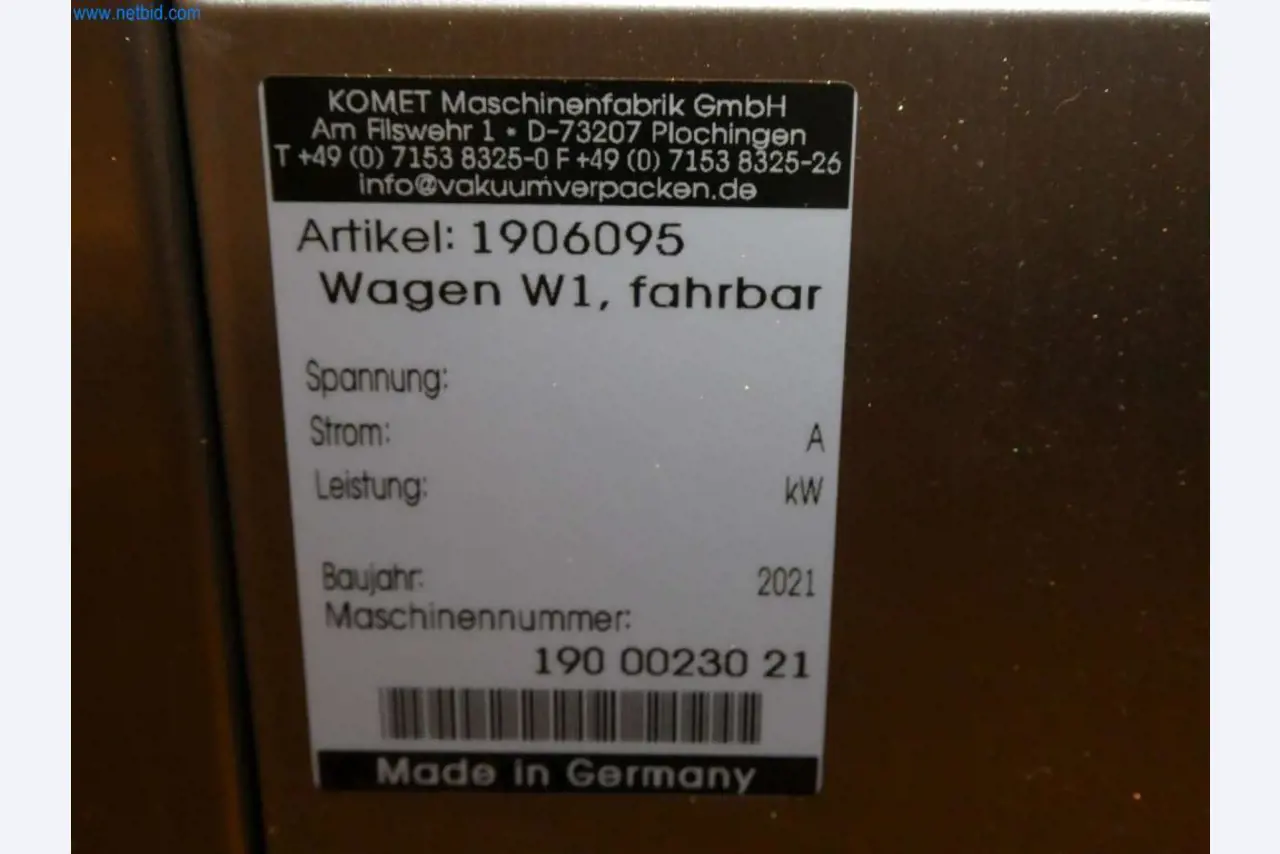 www.netbid.com
KOMET Maschinenfabrik GmbH
Am Filswehr 1 • D-73207 Plochingen
T +49 (0) 7153 8325-0 F +49 (0) 7153 8325-26
info@vakuumverpacken.de
Artikel: 1906095
Wagen W1, fahrbar
Spannung:
Strom: A
Leistung: kW
Baujahr: 2021
Maschinennummer:
190 00230 21
Made in Germany